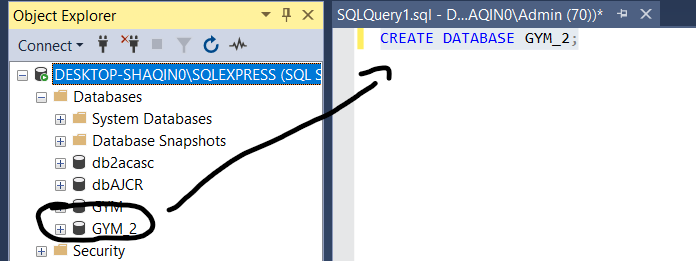 Object Explorer
Connect
DESKTOP-SHAQIN0\SQLEXPRESS (SQL S
Databases
System Databases
Database Snapshots
db2acasc
dbAJCR
GYM
GYM_2
Security
SQLQuery1.sql - D...AQIN0\Admin (70))*
CREATE DATABASE GYM_2;